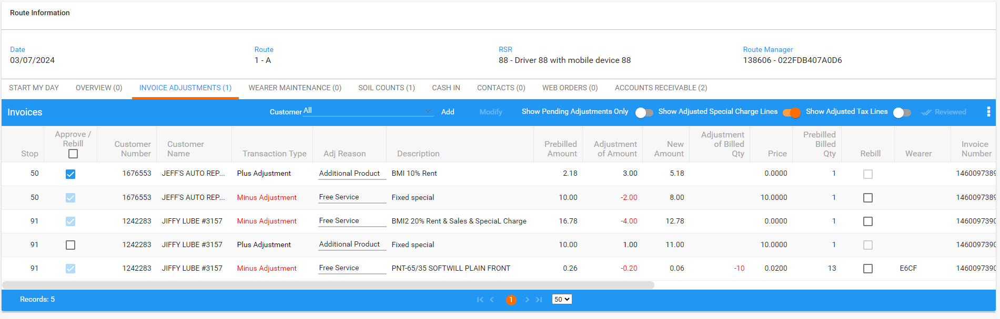 Route Information
Date Route RSR Route Manager
03/07/2024 1 - A 88 - Driver 88 with mobile device 88 138606 - 022FDB407A0D6
START MY DAY OVERVIEW (0) INVOICE ADJUSTMENTS (1) WEARER MAINTENANCE (0) SOIL COUNTS (1) CASH IN CONTACTS (0) WEB ORDERS (0) ACCOUNTS RECEIVABLE (2)
Invoices Customer All Add Modify Show Pending Adjustments Only Show Adjusted Special Charge Lines Show Adjusted Tax Lines Reviewed
Stop Approve / Rebill Customer Number Customer Name Transaction Type Adj Reason Description Prebilled Amount Adjustment of Amount New Amount Adjustment of Billed Qty Price Prebilled Billed Qty Rebill Wearer Invoice Number
50 1676553 JEFF'S AUTO REP... Plus Adjustment Additional Product BMI 10% Rent 2.18 3.00 5.18 0.0000 1 1460097389
50 1676553 JEFF'S AUTO REP... Minus Adjustment Free Service Fixed special 10.00 -2.00 8.00 10.0000 1 1460097389
91 1242283 JIFFY LUBE #3157 Minus Adjustment Free Service BMI2 20% Rent & Sales & SpeciaL Charge 16.78 -4.00 12.78 0.0000 1 1460097390
91 1242283 JIFFY LUBE #3157 Plus Adjustment Additional Product Fixed special 10.00 1.00 11.00 10.0000 1 1460097390
91 1242283 JIFFY LUBE #3157 Minus Adjustment Free Service PNT-65/35 SOFTWILL PLAIN FRONT 0.26 -0.20 0.06 -10 0.0200 13 E6CF 1460097390
Records: 5 1 50